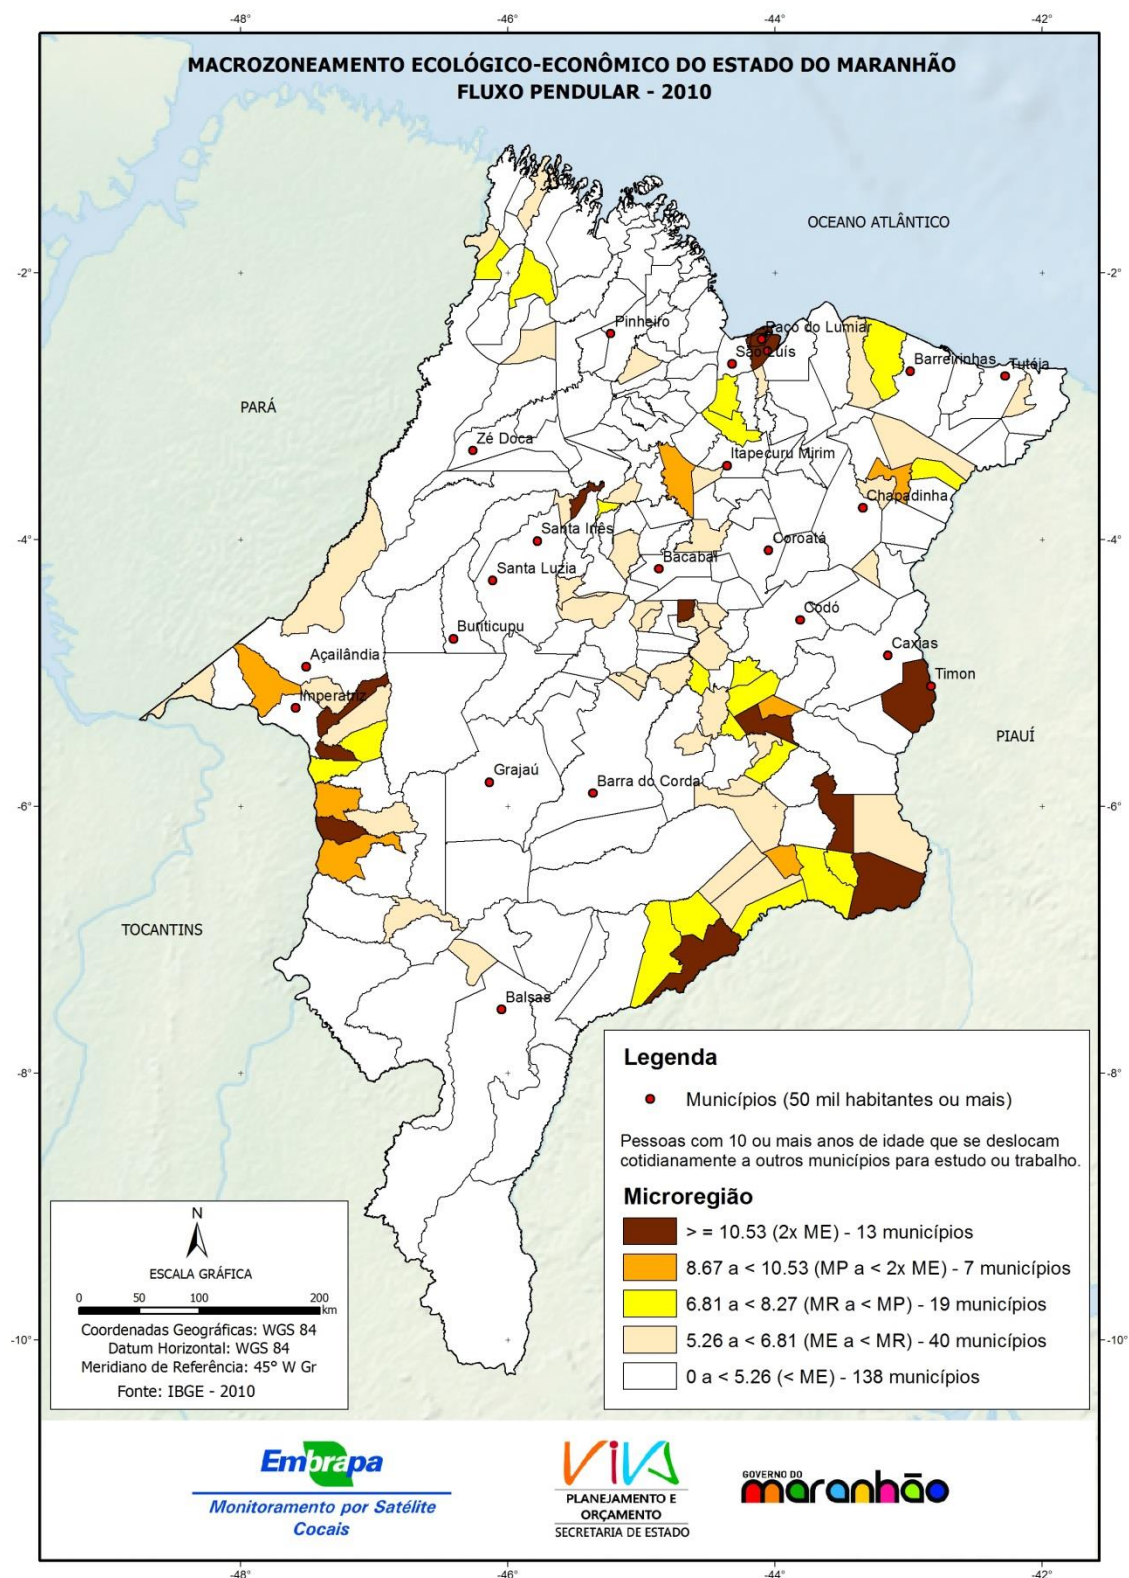 -48° -46° -44° -42°
MACROZONEAMENTO ECOLÓGICO-ECONÔMICO DO ESTADO DO MARANHÃO
FLUXO PENDULAR - 2010
OCEANO ATLÂNTICO
-2° -2°
Pinheiro
Paço do Lumiar
São Luís
Barreirinhas
Tutóia
PARÁ
Zé Doca
Itapecuru Mirim
Chapadinha
-4° -4°
Santa Inês
Coroatá
Bacabal
Santa Luzia
Codó
Buriticupu
Caxias
Açailândia
Timon
Imperatriz
PIAUÍ
Grajaú
Barra do Corda
-6° -6°
TOCANTINS
Balsas
-8° -8°
Legenda
Municípios (50 mil habitantes ou mais)
Pessoas com 10 ou mais anos de idade que se deslocam
cotidianamente a outros municípios para estudo ou trabalho.
Microregião
> = 10.53 (2x ME) - 13 municípios
8.67 a < 10.53 (MP a < 2x ME) - 7 municípios
6.81 a < 8.27 (MR a < MP) - 19 municípios
5.26 a < 6.81 (ME a < MR) - 40 municípios
0 a < 5.26 (< ME) - 138 municípios
N
ESCALA GRÁFICA
0 50 100 200
km
Coordenadas Geográficas: WGS 84
Datum Horizontal: WGS 84
Meridiano de Referência: 45° W Gr
Fonte: IBGE - 2010
-10° -10°
Embrapa
Monitoramento por Satélite
Cocais
VIVA
PLANEJAMENTO E
ORÇAMENTO
SECRETARIA DE ESTADO
GOVERNO DO
maranhão
-48° -46° -44° -42°